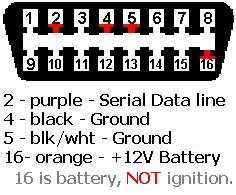 1 2 3 4 5 6 7 8
9 10 11 12 13 14 15 16
2 - purple - Serial Data line
4 - black - Ground
5 - blk/wht - Ground
16- orange - +12V Battery
16 is battery, NOT ignition.